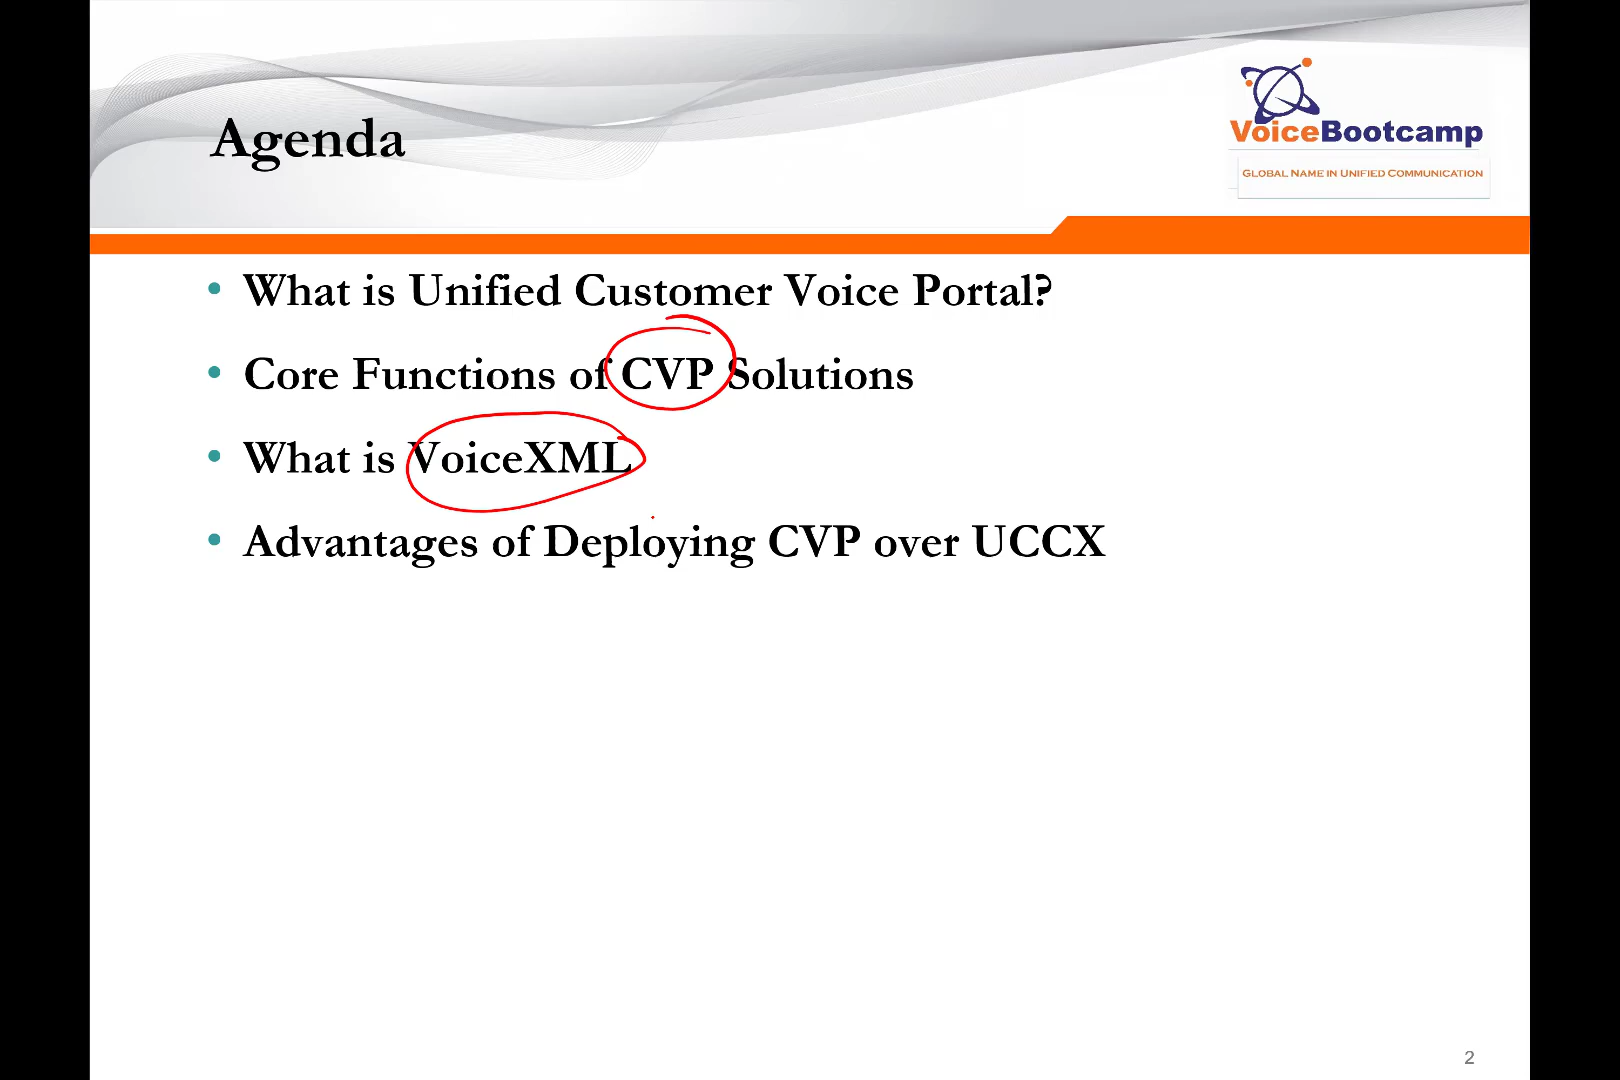 Agenda
VoiceBootcamp
GLOBAL NAME IN UNIFIED COMMUNICATION
• What is Unified Customer Voice Portal?
• Core Functions of CVP Solutions
• What is VoiceXML
• Advantages of Deploying CVP over UCCX
2